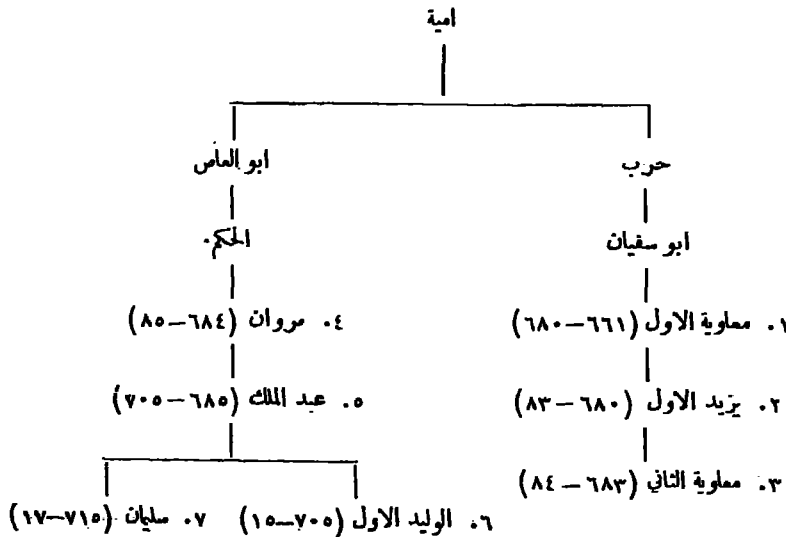 امية
حرب ابو العاص
ابو سفيان الحكم.
١. معاوية الاول (٦٦١–٦٨٠) ٤. مروان (٦٨٤–٨٥)
٢. يزيد الاول (٦٨٠–٨٣) ٥. عبد الملك (٦٨٥–٧٠٥)
٣. معاوية الثاني (٦٨٣–٨٤)
٦. الوليد الاول (٧٠٥–١٥) ٧. سليمان (٧١٥–١٧)